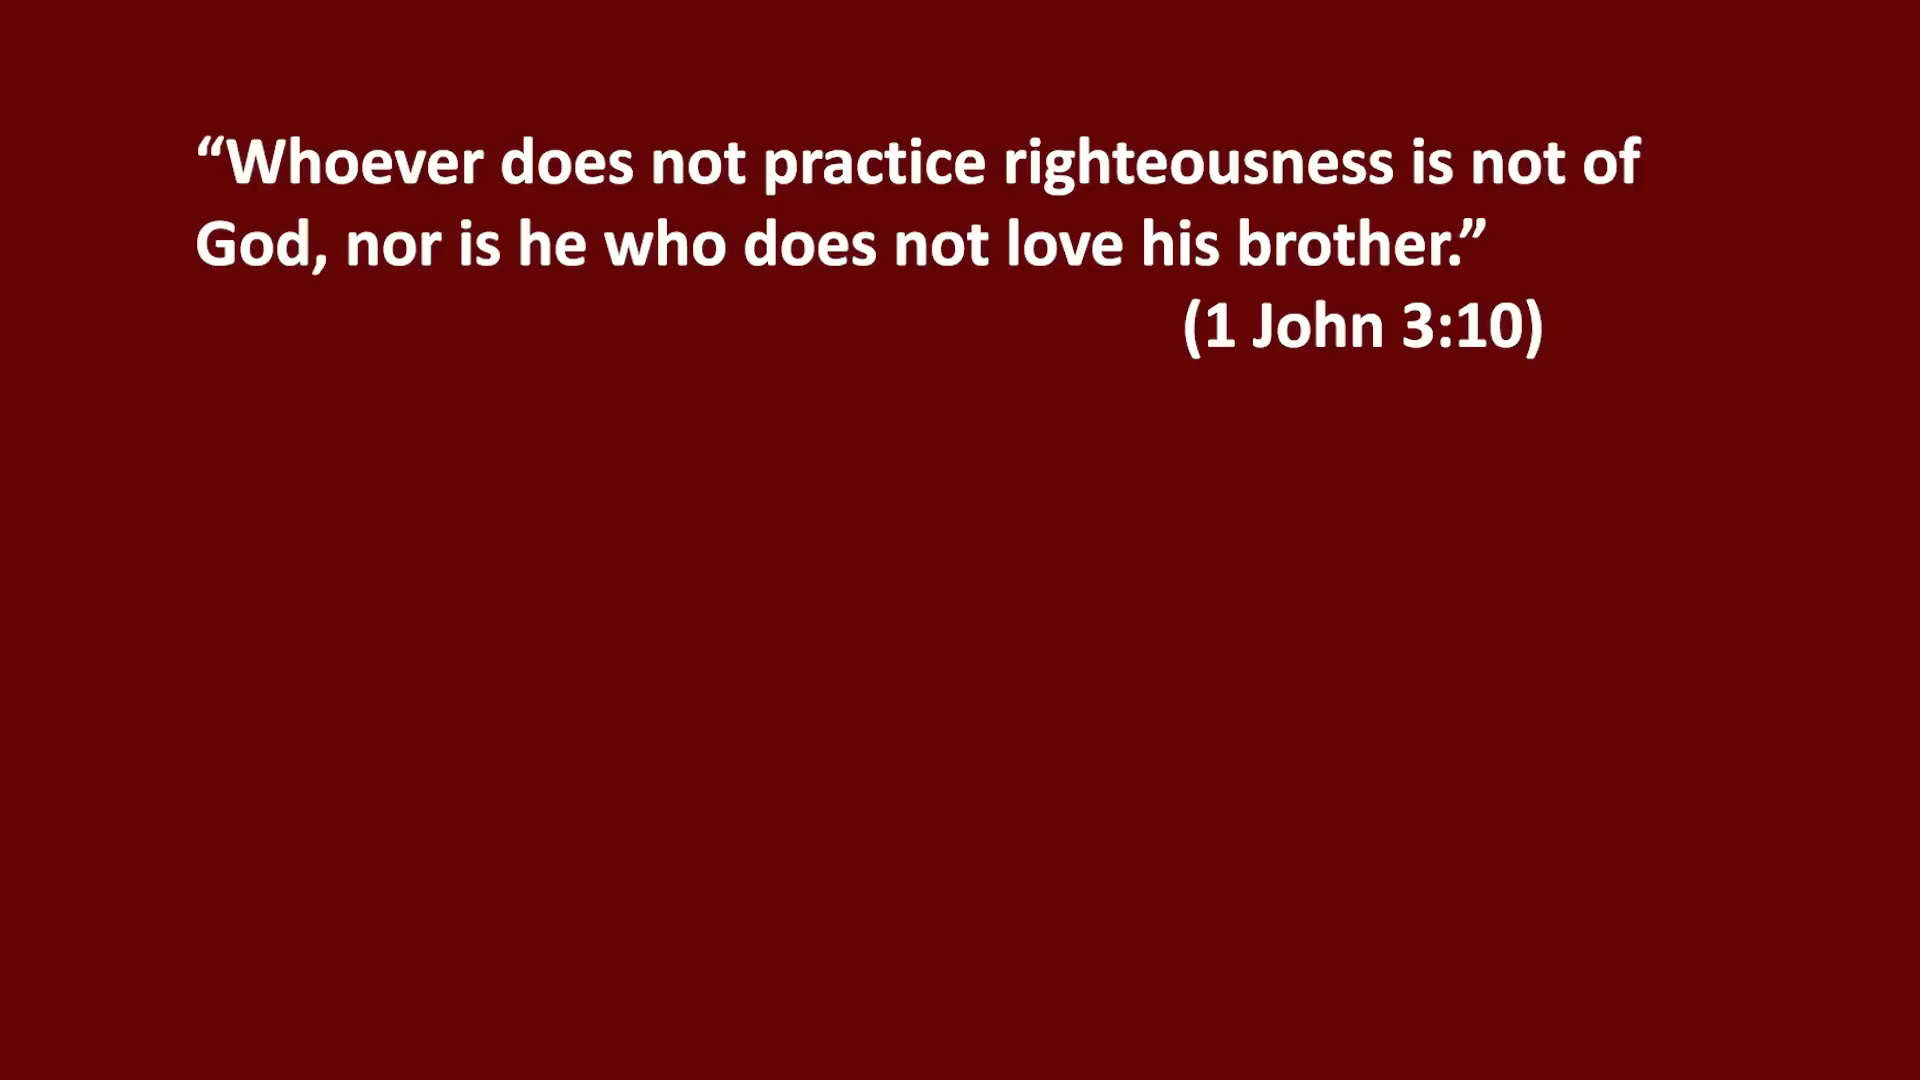 “Whoever does not practice righteousness is not of
God, nor is he who does not love his brother.”
(1 John 3:10)